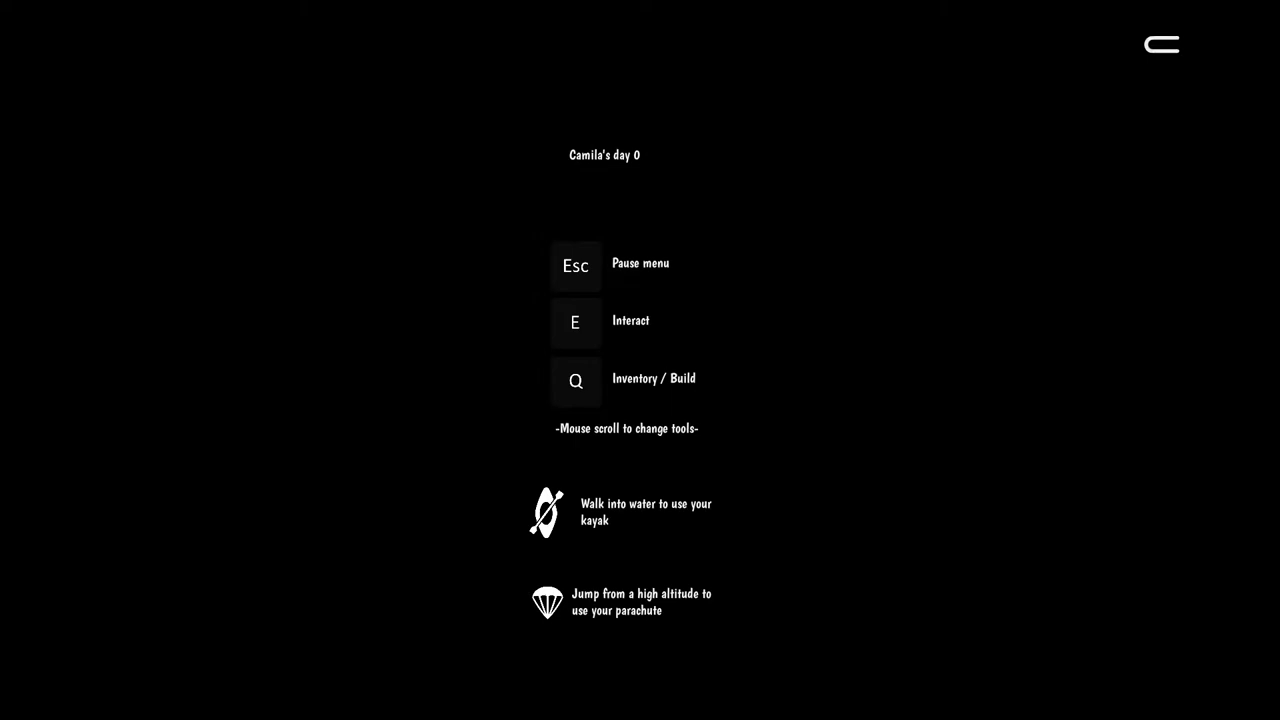 Camila's day 0
Esc Pause menu
E Interact
Q Inventory / Build
-Mouse scroll to change tools-
Walk into water to use your
kayak
Jump from a high altitude to
use your parachute